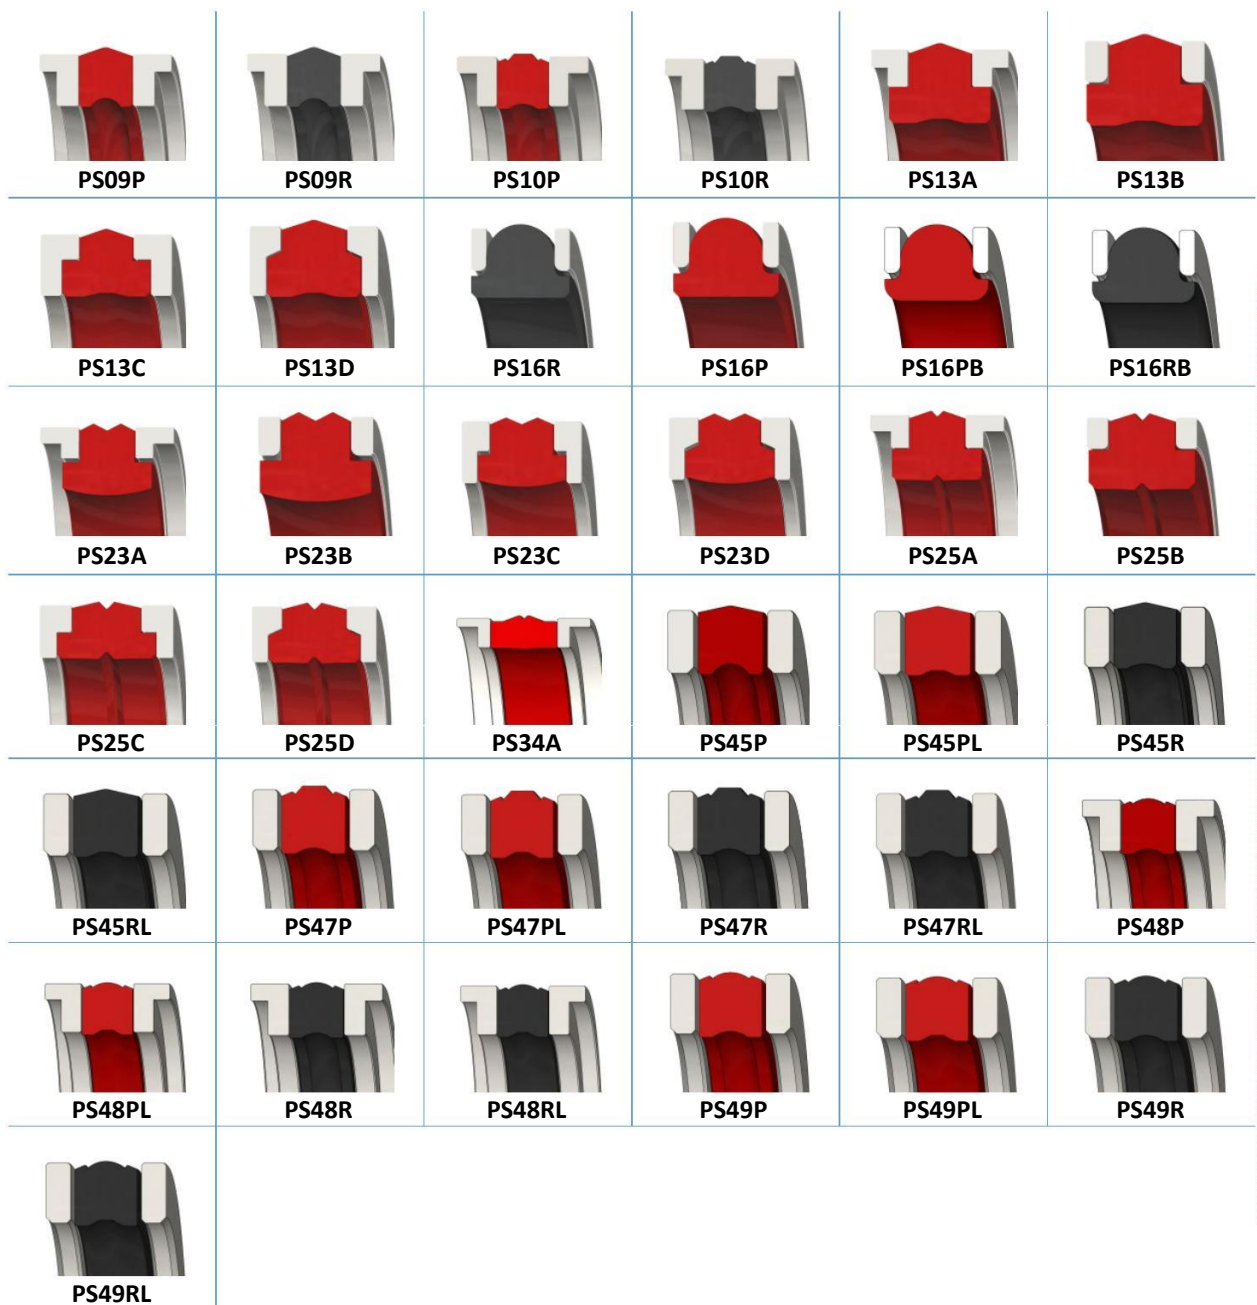 PS09P PS09R PS10P PS10R PS13A PS13B
PS13C PS13D PS16R PS16P PS16PB PS16RB
PS23A PS23B PS23C PS23D PS25A PS25B
PS25C PS25D PS34A PS45P PS45PL PS45R
PS45RL PS47P PS47PL PS47R PS47RL PS48P
PS48PL PS48R PS48RL PS49P PS49PL PS49R
PS49RL